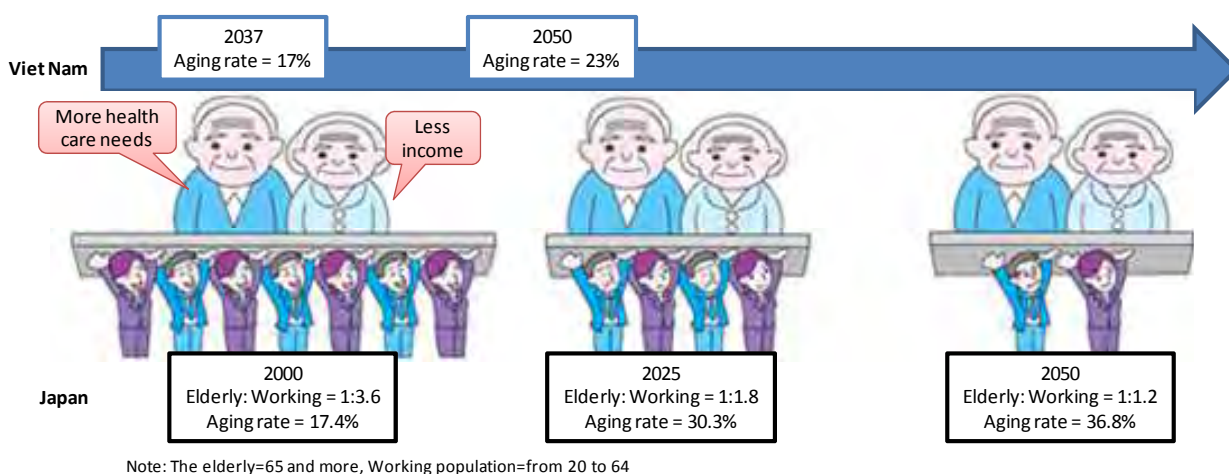 2037
Aging rate = 17%
2050
Aging rate = 23%
Viet Nam
More health
care needs
Less
income
Japan
2000
Elderly: Working = 1:3.6
Aging rate = 17.4%
2025
Elderly: Working = 1:1.8
Aging rate = 30.3%
2050
Elderly: Working = 1:1.2
Aging rate = 36.8%
Note: The elderly=65 and more, Working population=from 20 to 64